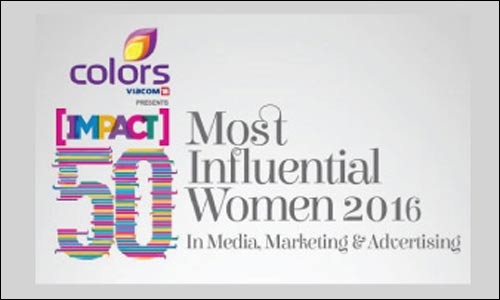 colors
VIACOM 18
PRESENTS
[IMPACT]
50
Most
Influential
Women 2016
In Media, Marketing & Advertising